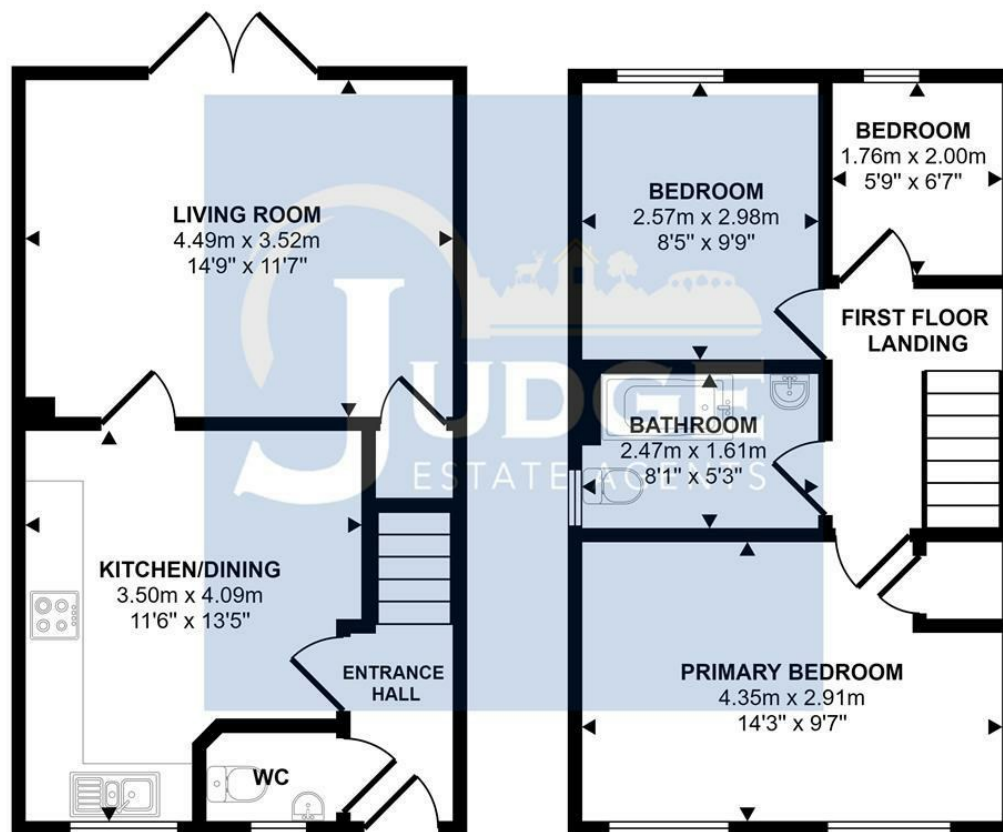 LIVING ROOM
4.49m x 3.52m
14'9" x 11'7"
KITCHEN/DINING
3.50m x 4.09m
11'6" x 13'5"
ENTRANCE
HALL
WC
BEDROOM
2.57m x 2.98m
8'5" x 9'9"
BEDROOM
1.76m x 2.00m
5'9" x 6'7"
FIRST FLOOR
LANDING
BATHROOM
2.47m x 1.61m
8'1" x 5'3"
PRIMARY BEDROOM
4.35m x 2.91m
14'3" x 9'7"
JUDGE
ESTATE AGENTS